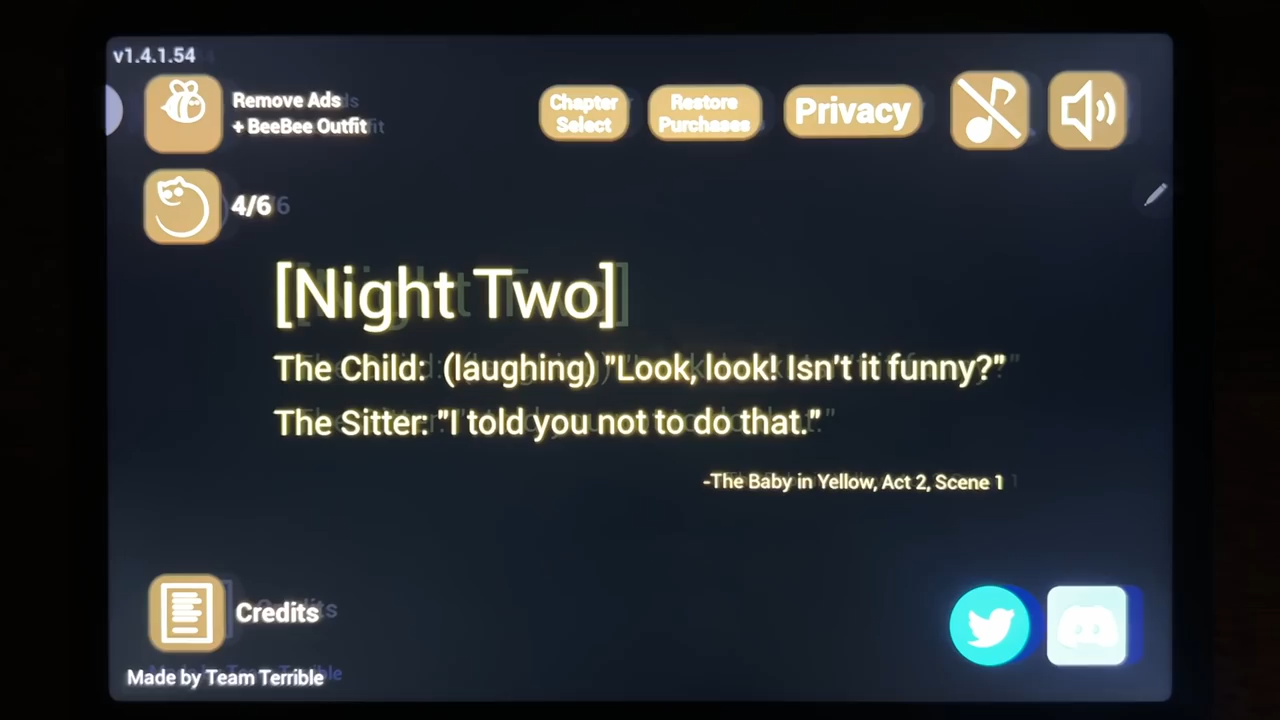 v1.4.1.54
Remove Ads
+ BeeBee Outfit
Chapter
Select
Restore
Purchases
Privacy
4/6
[Night Two]
The Child: (laughing) "Look, look! Isn't it funny?"
The Sitter: "I told you not to do that."
-The Baby in Yellow, Act 2, Scene 1
Credits
Made by Team Terrible